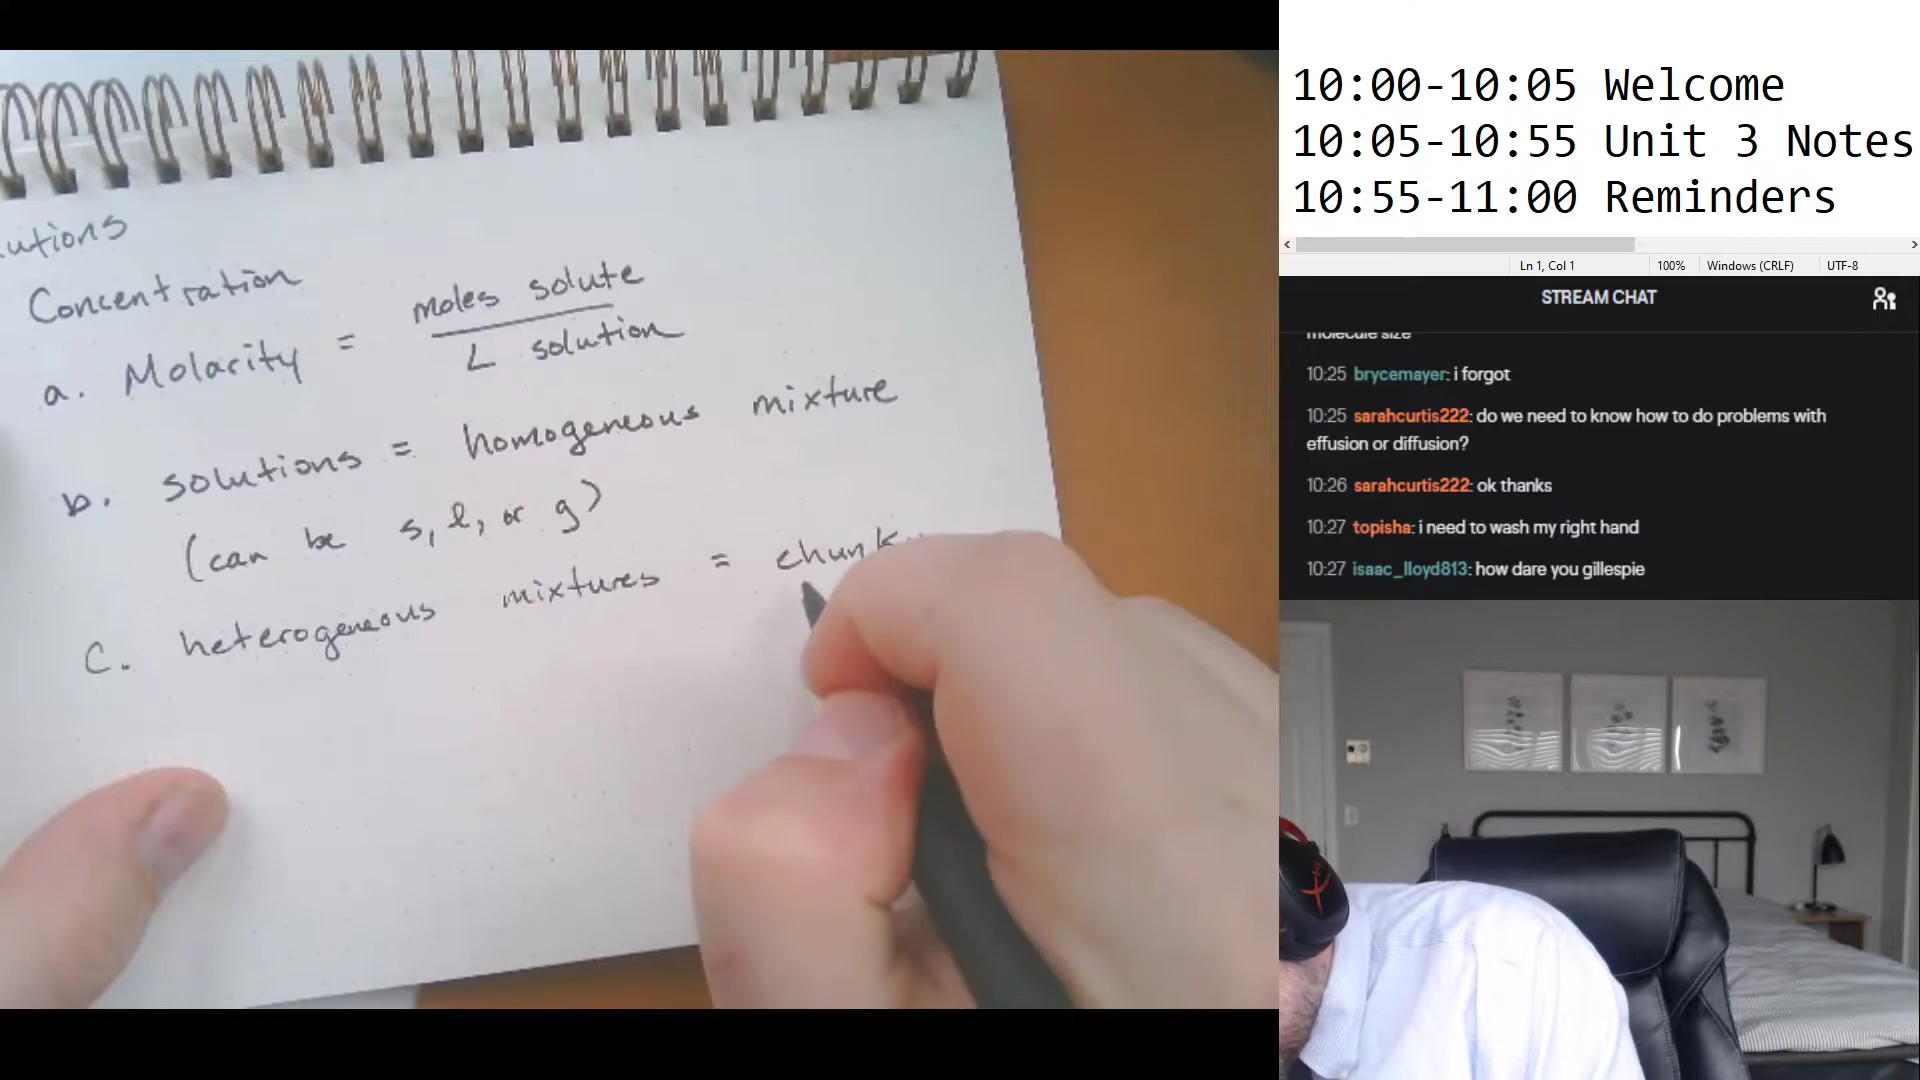 lutions
Concentration
a. Molarity = moles solute
L solution
b. solutions = homogeneous mixture
(can be s, l, or g)
c. heterogeneous mixtures = chunky
10:00-10:05 Welcome
10:05-10:55 Unit 3 Notes
10:55-11:00 Reminders
Ln 1, Col 1 100% Windows (CRLF) UTF-8
STREAM CHAT
molecule size
10:25 brycemayer: i forgot
10:25 sarahcurtis222: do we need to know how to do problems with
effusion or diffusion?
10:26 sarahcurtis222: ok thanks
10:27 topisha: i need to wash my right hand
10:27 isaac_lloyd813: how dare you gillespie